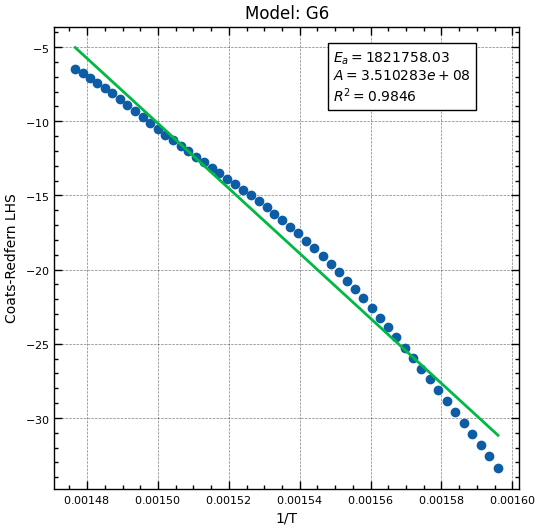 Model: G6
E_a = 1821758.03
A = 3.510283e + 08
R² = 0.9846
Coats-Redfern LHS
−5
−10
−15
−20
−25
−30
0.00148 0.00150 0.00152 0.00154 0.00156 0.00158 0.00160
1/T